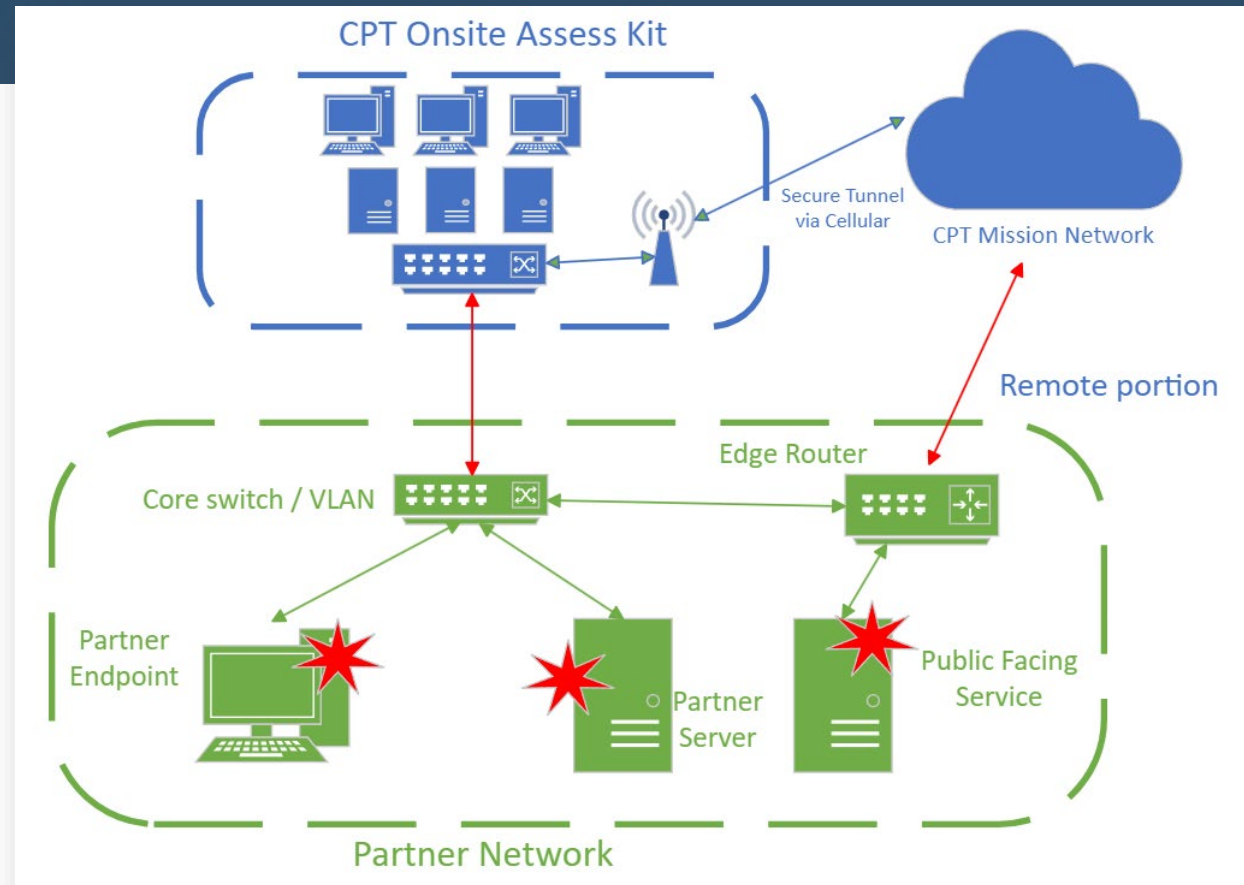 CPT Onsite Assess Kit
Secure Tunnel
via Cellular
CPT Mission Network
Remote portion
Edge Router
Core switch / VLAN
Partner
Endpoint
Partner
Server
Public Facing
Service
Partner Network